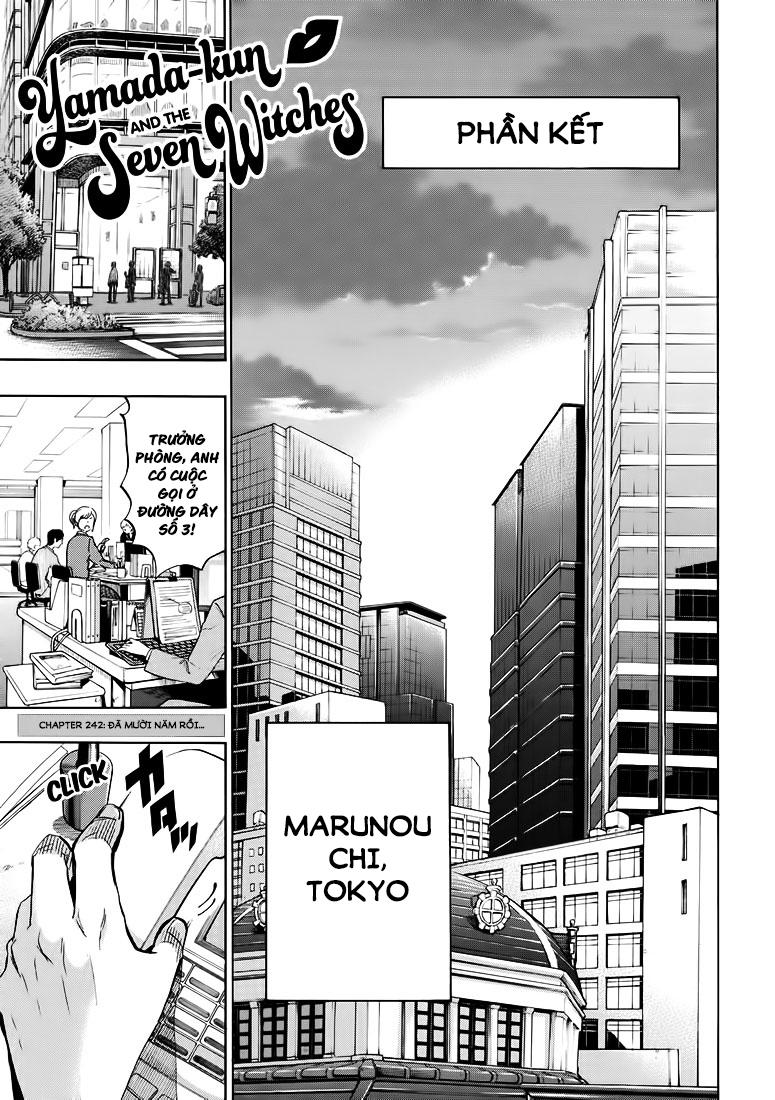 PHẦN KẾT
Yamada-kun
AND THE
Seven Witches
MARUNOU
CHI,
TOKYO
TRƯỞNG
PHÒNG, ANH
CÓ CUỘC
GỌI Ở
ĐƯỜNG DÂY
SỐ 3!
CHAPTER 242: ĐÃ MƯỜI NĂM RỒI...
CLICK
カタッ